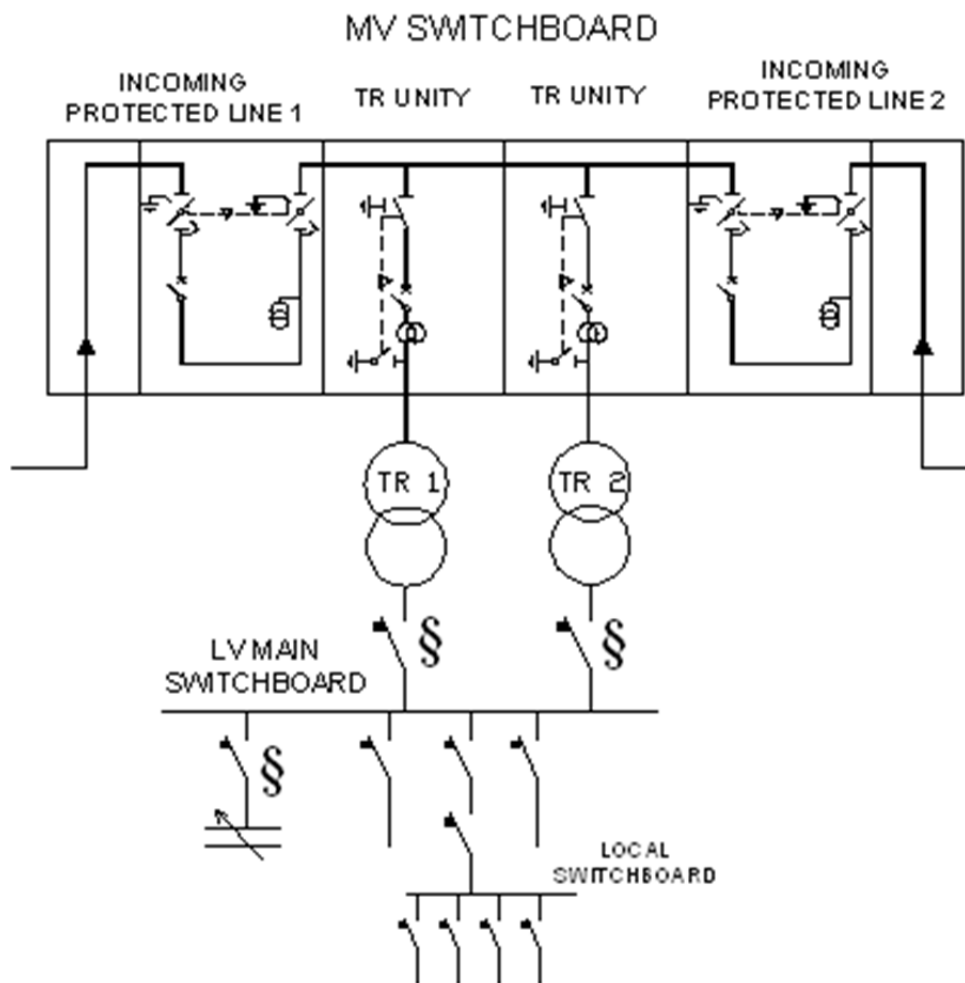 MV SWITCHBOARD
INCOMING
PROTECTED LINE 1
TR UNITY
TR UNITY
INCOMING
PROTECTED LINE 2
TR 1
TR 2
§
§
LV MAIN
SWITCHBOARD
§
LOCAL
SWITCHBOARD